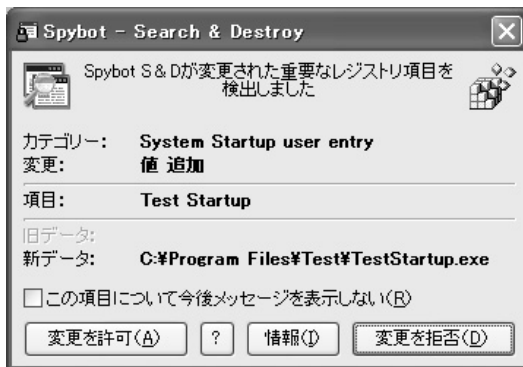 Spybot - Search & Destroy
Spybot S&Dが変更された重要なレジストリ項目を
検出しました
カテゴリー: System Startup user entry
変更: 値 追加
項目: Test Startup
旧データ:
新データ: C:¥Program Files¥Test¥TestStartup.exe
この項目について今後メッセージを表示しない(R)
変更を許可(A) ? 情報(I) 変更を拒否(D)